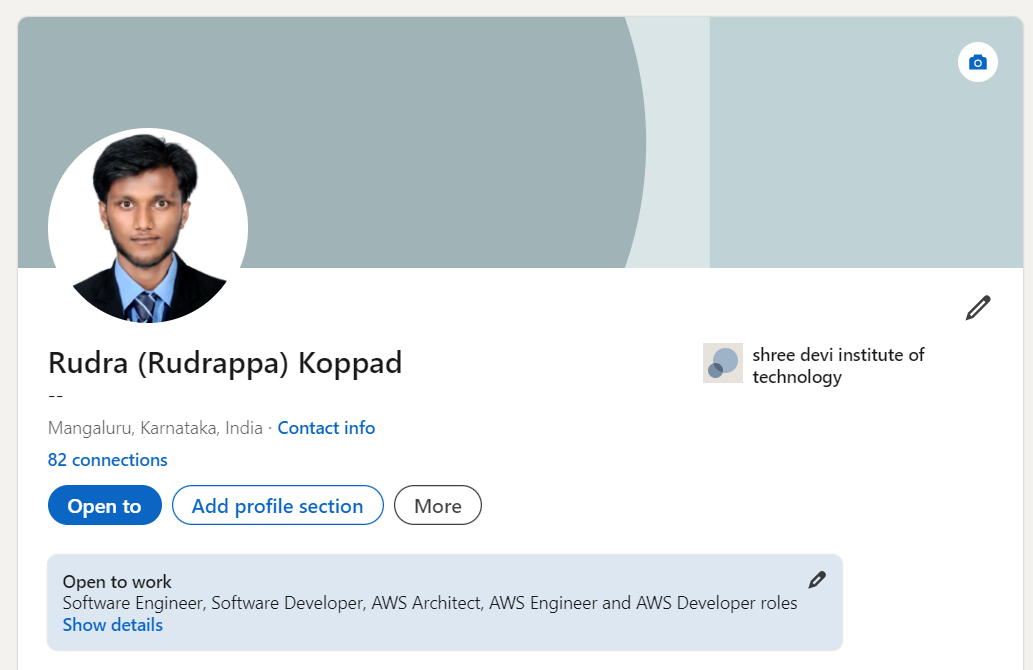 Rudra (Rudrappa) Koppad
--
Mangaluru, Karnataka, India · Contact info
82 connections
Open to
Add profile section
More
shree devi institute of
technology
Open to work
Software Engineer, Software Developer, AWS Architect, AWS Engineer and AWS Developer roles
Show details